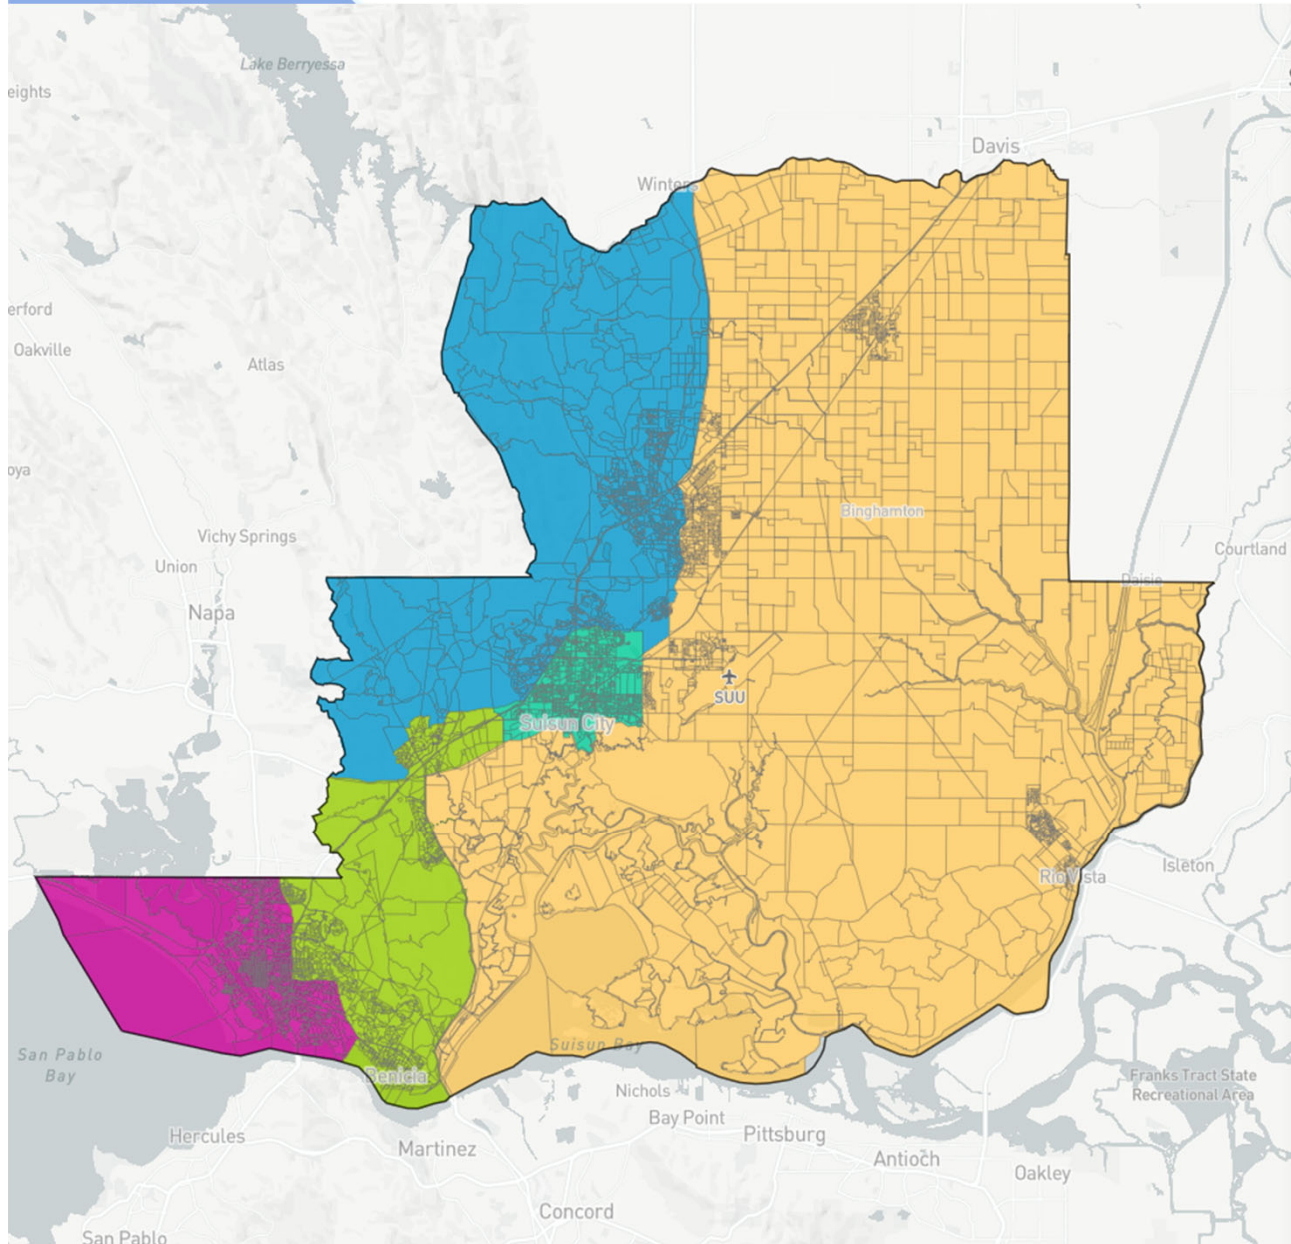 Lake Berryessa
eights
Davis
Winters
erford
Oakville
Atlas
oya
Binghamton
Vichy Springs
Courtland
Union
Daisie
Napa
SUU
Suisun City
Isleton
Rio Vista
San Pablo
Bay
Suisun Bay
Benicia
Franks Tract State
Recreational Area
Nichols
Bay Point
Hercules
Pittsburg
Martinez
Antioch
Oakley
Concord
San Pablo